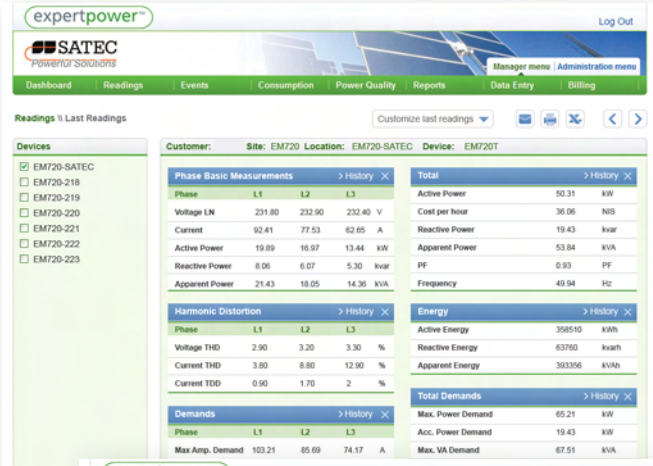 expertpower™
Log Out
SATEC
Powerful Solutions
Manager menu | Administration menu
Dashboard Readings Events Consumption Power Quality Reports Data Entry Billing
Readings \\ Last Readings
Customize last readings
Devices
EM720-SATEC
EM720-218
EM720-219
EM720-220
EM720-221
EM720-222
EM720-223
Customer: Site: EM720 Location: EM720-SATEC Device: EM720T
Phase Basic Measurements > History X
Phase L1 L2 L3
Voltage LN 231.80 232.90 232.40 V
Current 92.41 77.53 62.65 A
Active Power 19.89 16.97 13.44 kW
Reactive Power 8.06 6.07 5.30 kvar
Apparent Power 21.43 18.05 14.36 kVA
Harmonic Distortion > History X
Phase L1 L2 L3
Voltage THD 2.90 3.20 3.30 %
Current THD 3.80 8.80 12.90 %
Current TDD 0.90 1.70 2 %
Demands > History X
Phase L1 L2 L3
Max Amp. Demand 103.21 85.69 74.17 A
Total > History X
Active Power 50.31 kW
Cost per hour 36.06 NIS
Reactive Power 19.43 kvar
Apparent Power 53.84 kVA
PF 0.93 PF
Frequency 49.94 Hz
Energy > History X
Active Energy 358510 kWh
Reactive Energy 63760 kvarh
Apparent Energy 393356 kVAh
Total Demands > History X
Max. Power Demand 65.21 kW
Acc. Power Demand 19.43 kW
Max. VA Demand 67.51 kVA